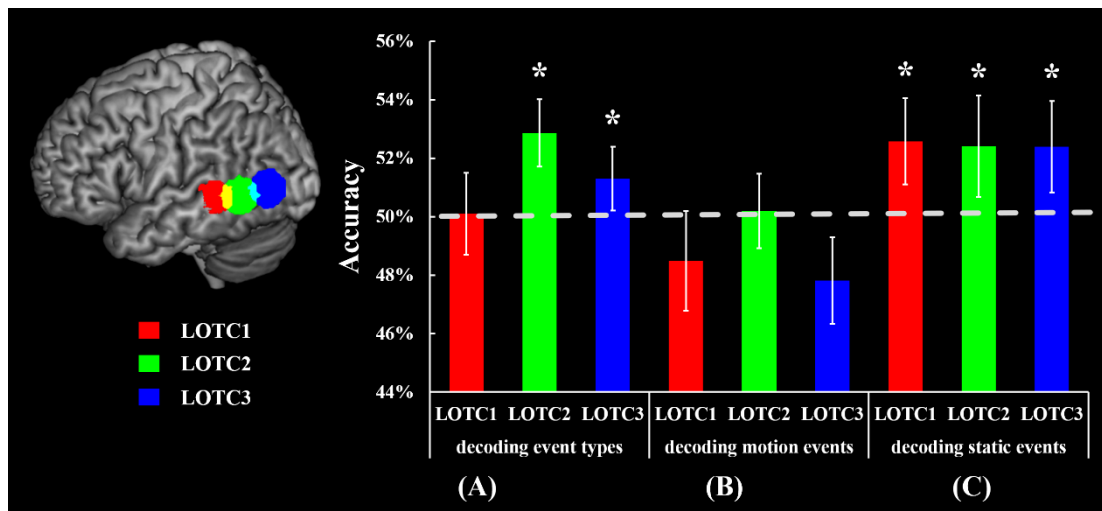 56%
54%
52%
50%
48%
46%
44%
Accuracy
* * * * *
LOTC1
LOTC2
LOTC3
LOTC1 LOTC2 LOTC3 LOTC1 LOTC2 LOTC3 LOTC1 LOTC2 LOTC3
decoding event types decoding motion events decoding static events
(A) (B) (C)